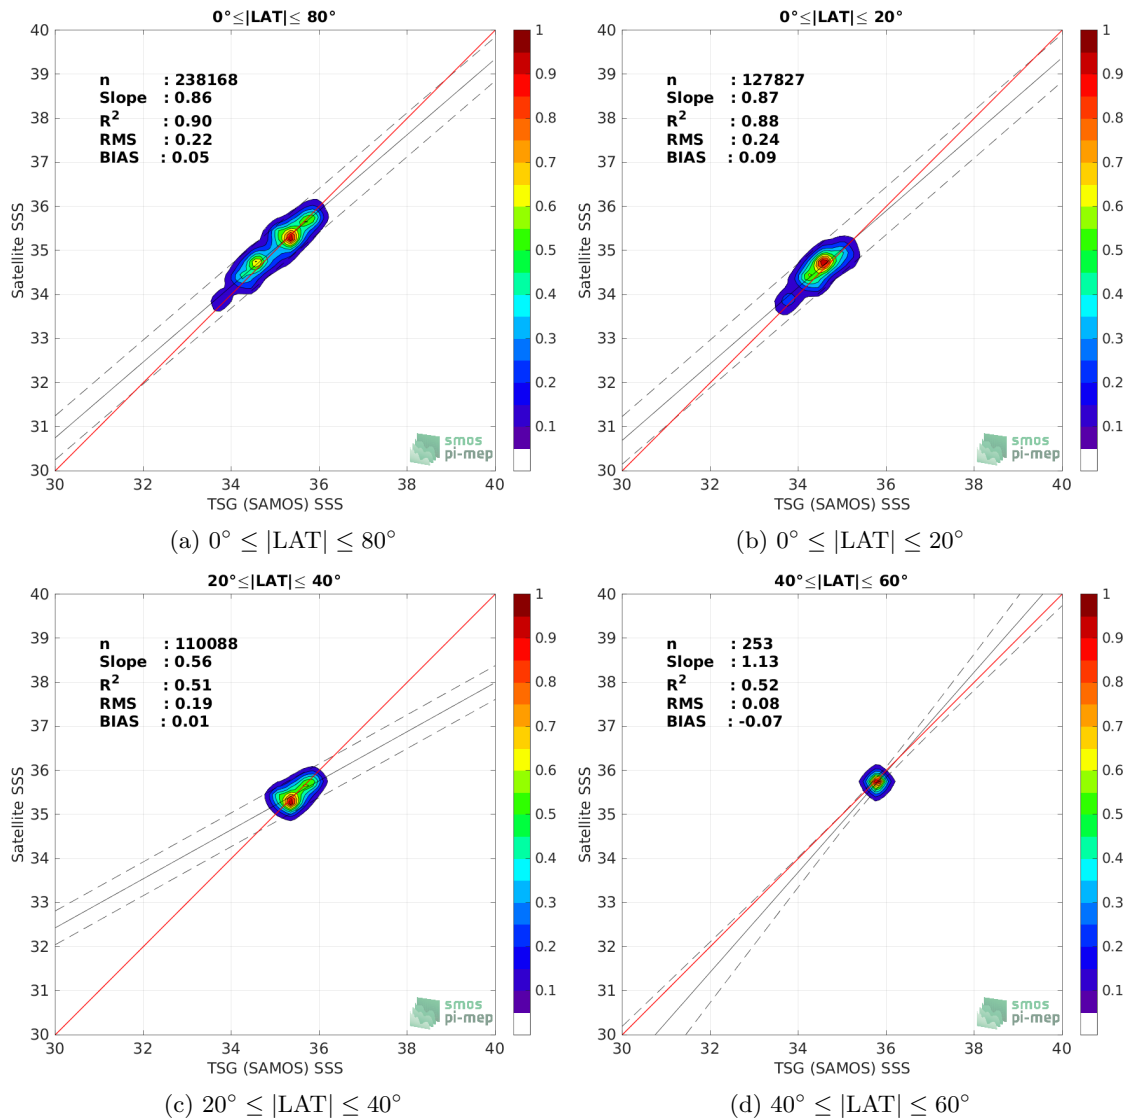 0°≤|LAT|≤ 80°
40
39
38
37
36
35
34
33
32
31
30
Satellite SSS
n : 238168
Slope : 0.86
R² : 0.90
RMS : 0.22
BIAS : 0.05
smos
pi-mep
30 32 34 36 38 40
TSG (SAMOS) SSS
1
0.9
0.8
0.7
0.6
0.5
0.4
0.3
0.2
0.1
(a) 0° ≤ |LAT| ≤ 80°
0°≤|LAT|≤ 20°
40
39
38
37
36
35
34
33
32
31
30
Satellite SSS
n : 127827
Slope : 0.87
R² : 0.88
RMS : 0.24
BIAS : 0.09
smos
pi-mep
30 32 34 36 38 40
TSG (SAMOS) SSS
1
0.9
0.8
0.7
0.6
0.5
0.4
0.3
0.2
0.1
(b) 0° ≤ |LAT| ≤ 20°
20°≤|LAT|≤ 40°
40
39
38
37
36
35
34
33
32
31
30
Satellite SSS
n : 110088
Slope : 0.56
R² : 0.51
RMS : 0.19
BIAS : 0.01
smos
pi-mep
30 32 34 36 38 40
TSG (SAMOS) SSS
1
0.9
0.8
0.7
0.6
0.5
0.4
0.3
0.2
0.1
(c) 20° ≤ |LAT| ≤ 40°
40°≤|LAT|≤ 60°
40
39
38
37
36
35
34
33
32
31
30
Satellite SSS
n : 253
Slope : 1.13
R² : 0.52
RMS : 0.08
BIAS : -0.07
smos
pi-mep
30 32 34 36 38 40
TSG (SAMOS) SSS
1
0.9
0.8
0.7
0.6
0.5
0.4
0.3
0.2
0.1
(d) 40° ≤ |LAT| ≤ 60°